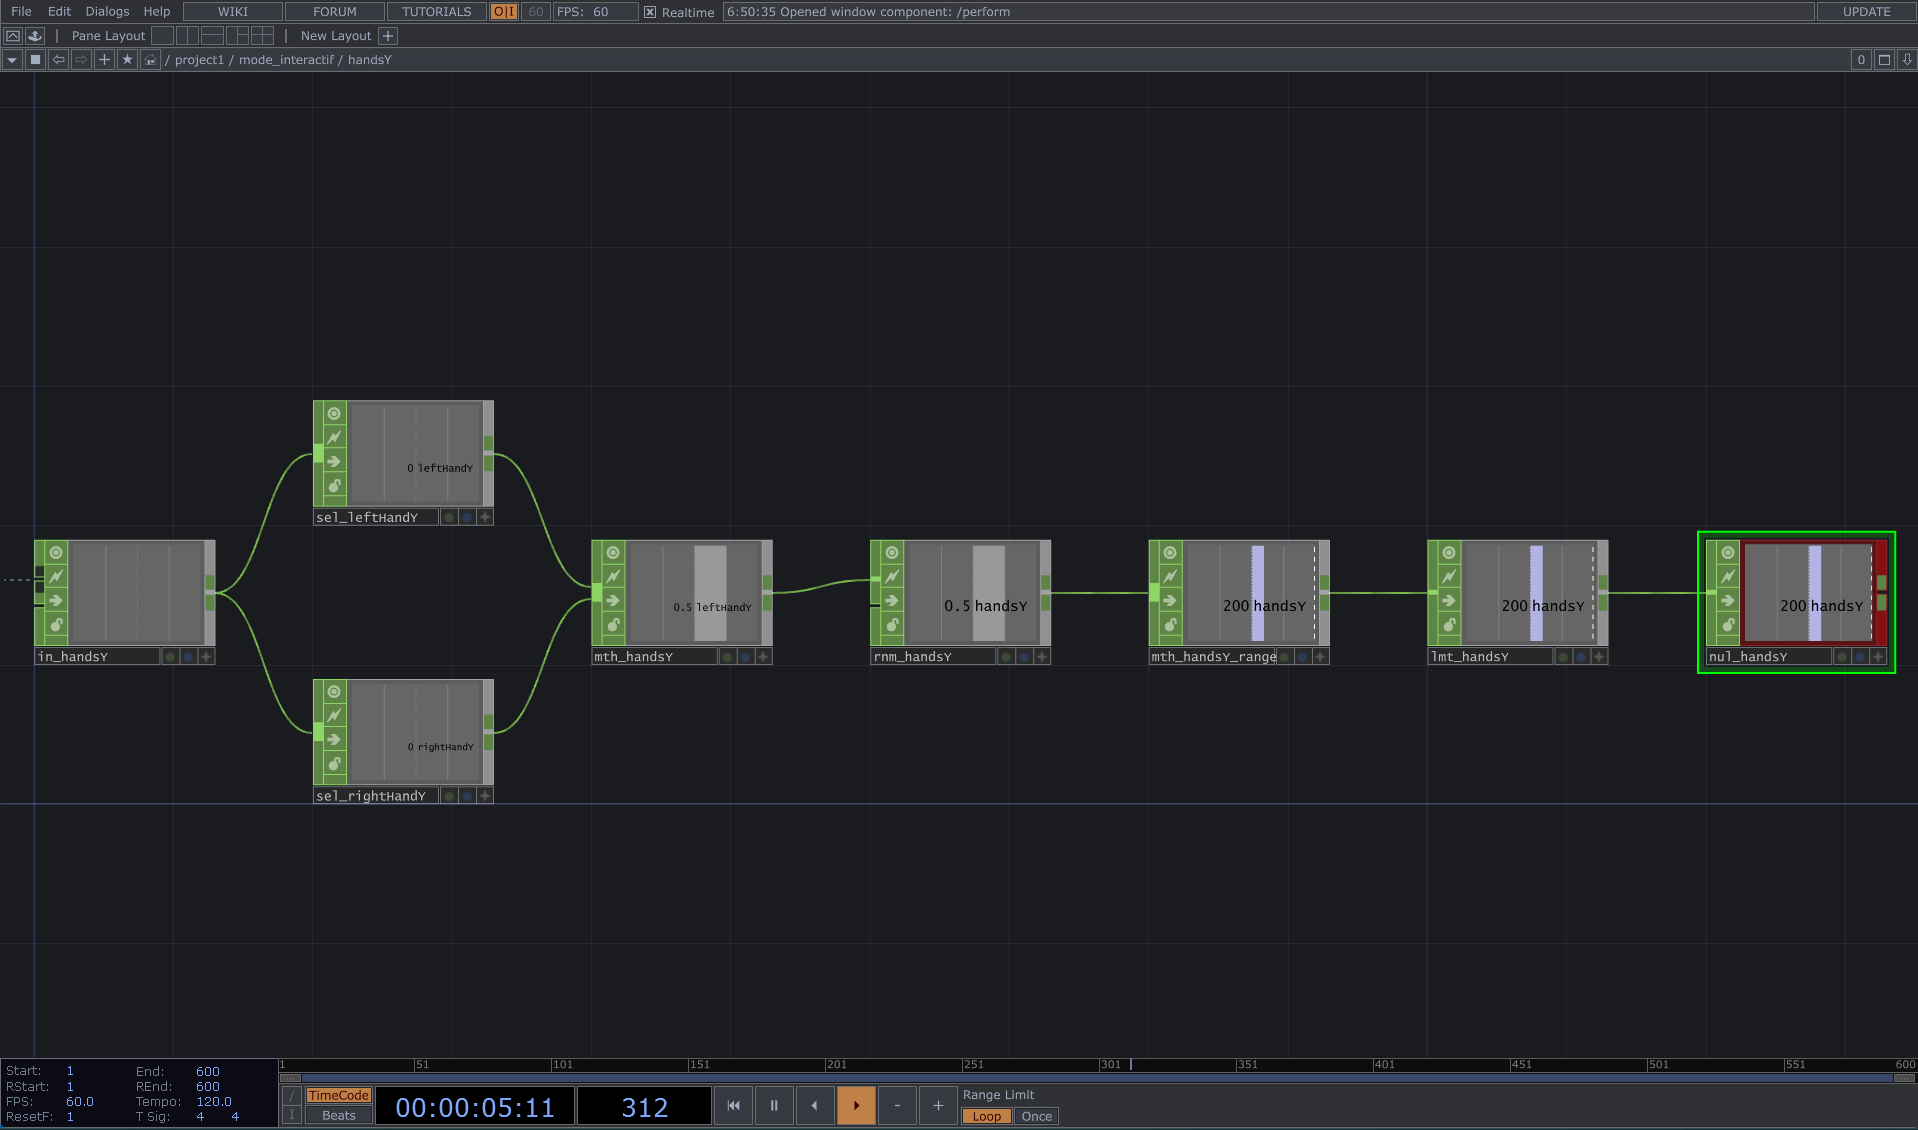 File Edit Dialogs Help WIKI FORUM TUTORIALS O|I 60 FPS: 60 Realtime 6:50:35 Opened window component: /perform UPDATE
Pane Layout New Layout +
/ project1 / mode_interactif / handsY 0
0 leftHandY
sel_leftHandY
in_handsY
0.5 leftHandY
mth_handsY
0.5 handsY
rnm_handsY
200 handsY
mth_handsY_range
200 handsY
lmt_handsY
200 handsY
nul_handsY
0 rightHandY
sel_rightHandY
1 51 101 151 201 251 301 351 401 451 501 551 600
Start: 1 End: 600
RStart: 1 REnd: 600
FPS: 60.0 Tempo: 120.0
ResetF: 1 T Sig: 4 4
/ TimeCode
I Beats
00:00:05:11 312 - +
Range Limit
Loop Once